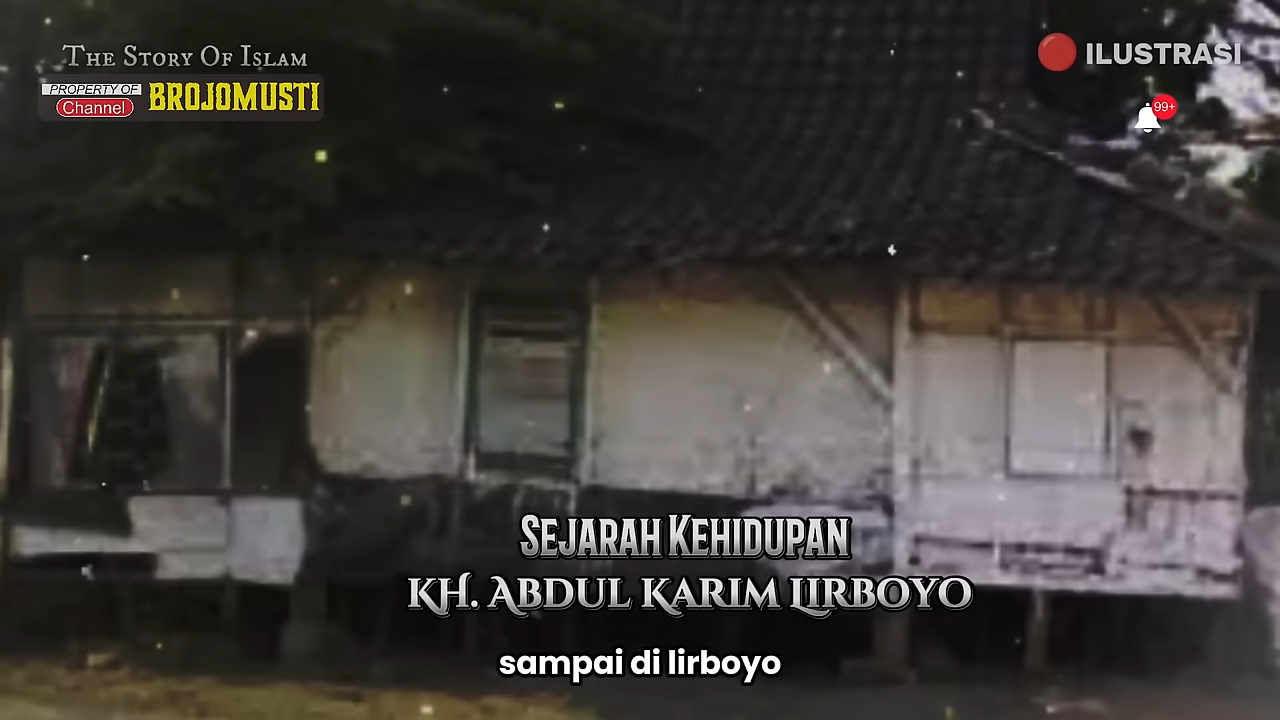 The Story Of Islam
PROPERTY OF
Channel
BROJOMUSTI
ILUSTRASI
99+
Sejarah Kehidupan
KH. Abdul Karim Lirboyo
sampai di lirboyo